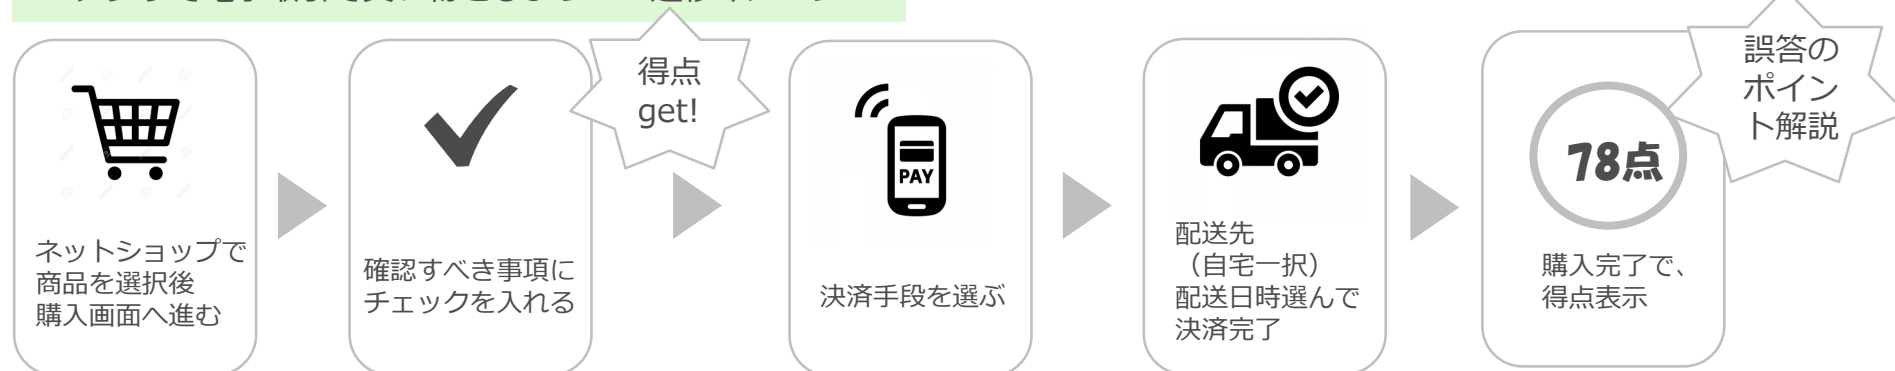 ネットショップで
商品を選択後
購入画面へ進む
確認すべき事項に
チェックを入れる
得点
get!
PAY
決済手段を選ぶ
配送先
（自宅一択）
配送日時選んで
決済完了
78点
購入完了で、
得点表示
誤答の
ポイン
ト解説